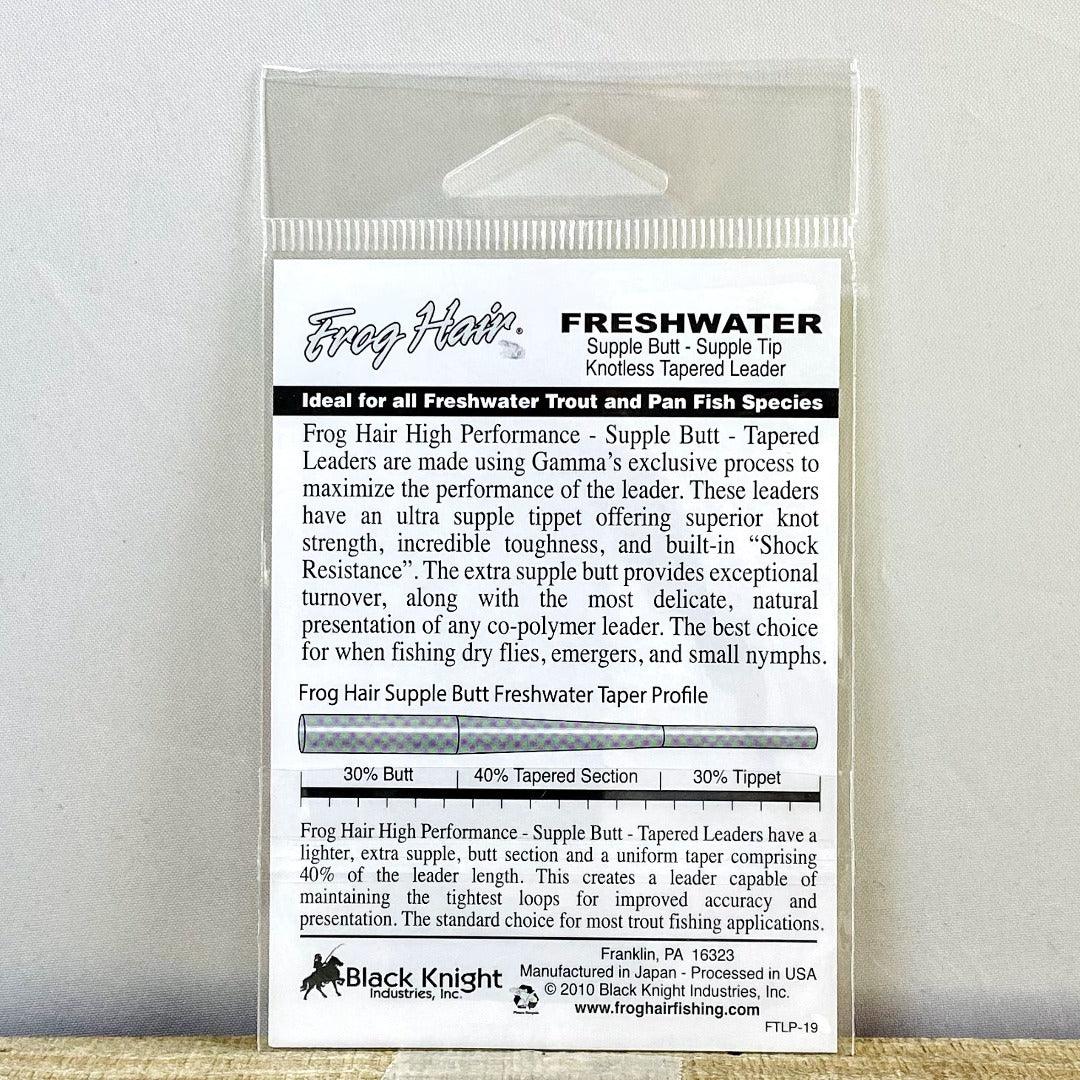 Frog Hair®
FRESHWATER
Supple Butt - Supple Tip
Knotless Tapered Leader
Ideal for all Freshwater Trout and Pan Fish Species
Frog Hair High Performance - Supple Butt - Tapered
Leaders are made using Gamma's exclusive process to
maximize the performance of the leader. These leaders
have an ultra supple tippet offering superior knot
strength, incredible toughness, and built-in “Shock
Resistance”. The extra supple butt provides exceptional
turnover, along with the most delicate, natural
presentation of any co-polymer leader. The best choice
for when fishing dry flies, emergers, and small nymphs.
Frog Hair Supple Butt Freshwater Taper Profile
30% Butt 40% Tapered Section 30% Tippet
Frog Hair High Performance - Supple Butt - Tapered Leaders have a
lighter, extra supple, butt section and a uniform taper comprising
40% of the leader length. This creates a leader capable of
maintaining the tightest loops for improved accuracy and
presentation. The standard choice for most trout fishing applications.
Black Knight
Industries, Inc.
Please Recycle
Franklin, PA 16323
Manufactured in Japan - Processed in USA
© 2010 Black Knight Industries, Inc.
www.froghairfishing.com
FTLP-19